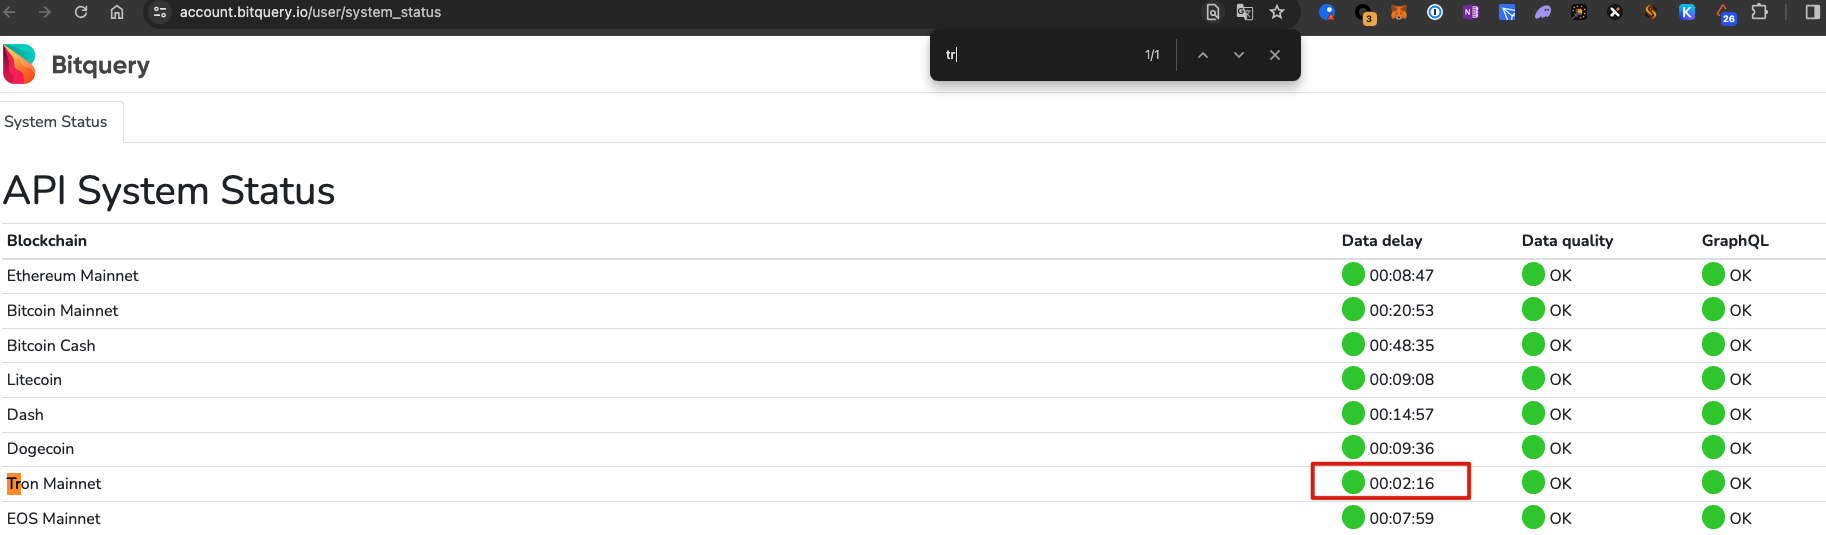 account.bitquery.io/user/system_status
3
26
tr
1/1
Bitquery
System Status
API System Status
Blockchain Data delay Data quality GraphQL
Ethereum Mainnet 00:08:47 OK OK
Bitcoin Mainnet 00:20:53 OK OK
Bitcoin Cash 00:48:35 OK OK
Litecoin 00:09:08 OK OK
Dash 00:14:57 OK OK
Dogecoin 00:09:36 OK OK
Tron Mainnet 00:02:16 OK OK
EOS Mainnet 00:07:59 OK OK